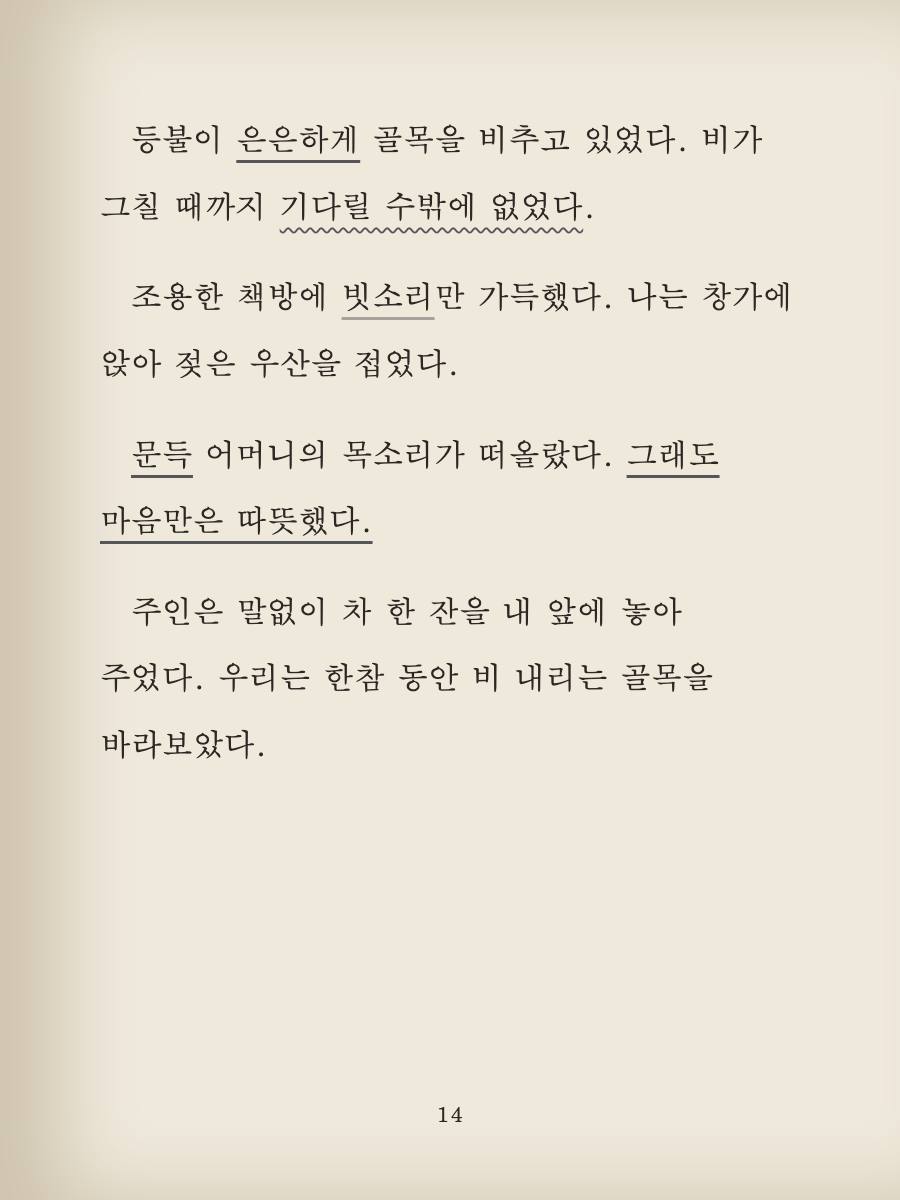 등불이 은은하게 골목을 비추고 있었다. 비가
그칠 때까지 기다릴 수밖에 없었다.
조용한 책방에 빗소리만 가득했다. 나는 창가에
앉아 젖은 우산을 접었다.
문득 어머니의 목소리가 떠올랐다. 그래도
마음만은 따뜻했다.
주인은 말없이 차 한 잔을 내 앞에 놓아
주었다. 우리는 한참 동안 비 내리는 골목을
바라보았다.
14